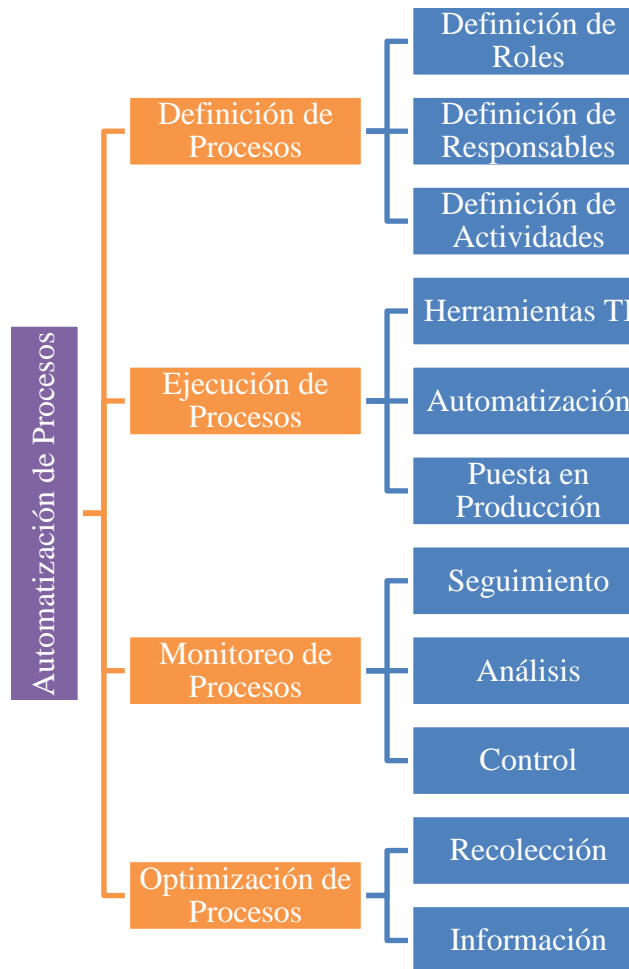 Automatización de Procesos
Definición de
Procesos
Definición de
Roles
Definición de
Responsables
Definición de
Actividades
Ejecución de
Procesos
Herramientas TI
Automatización
Puesta en
Producción
Monitoreo de
Procesos
Seguimiento
Análisis
Control
Optimización de
Procesos
Recolección
Información